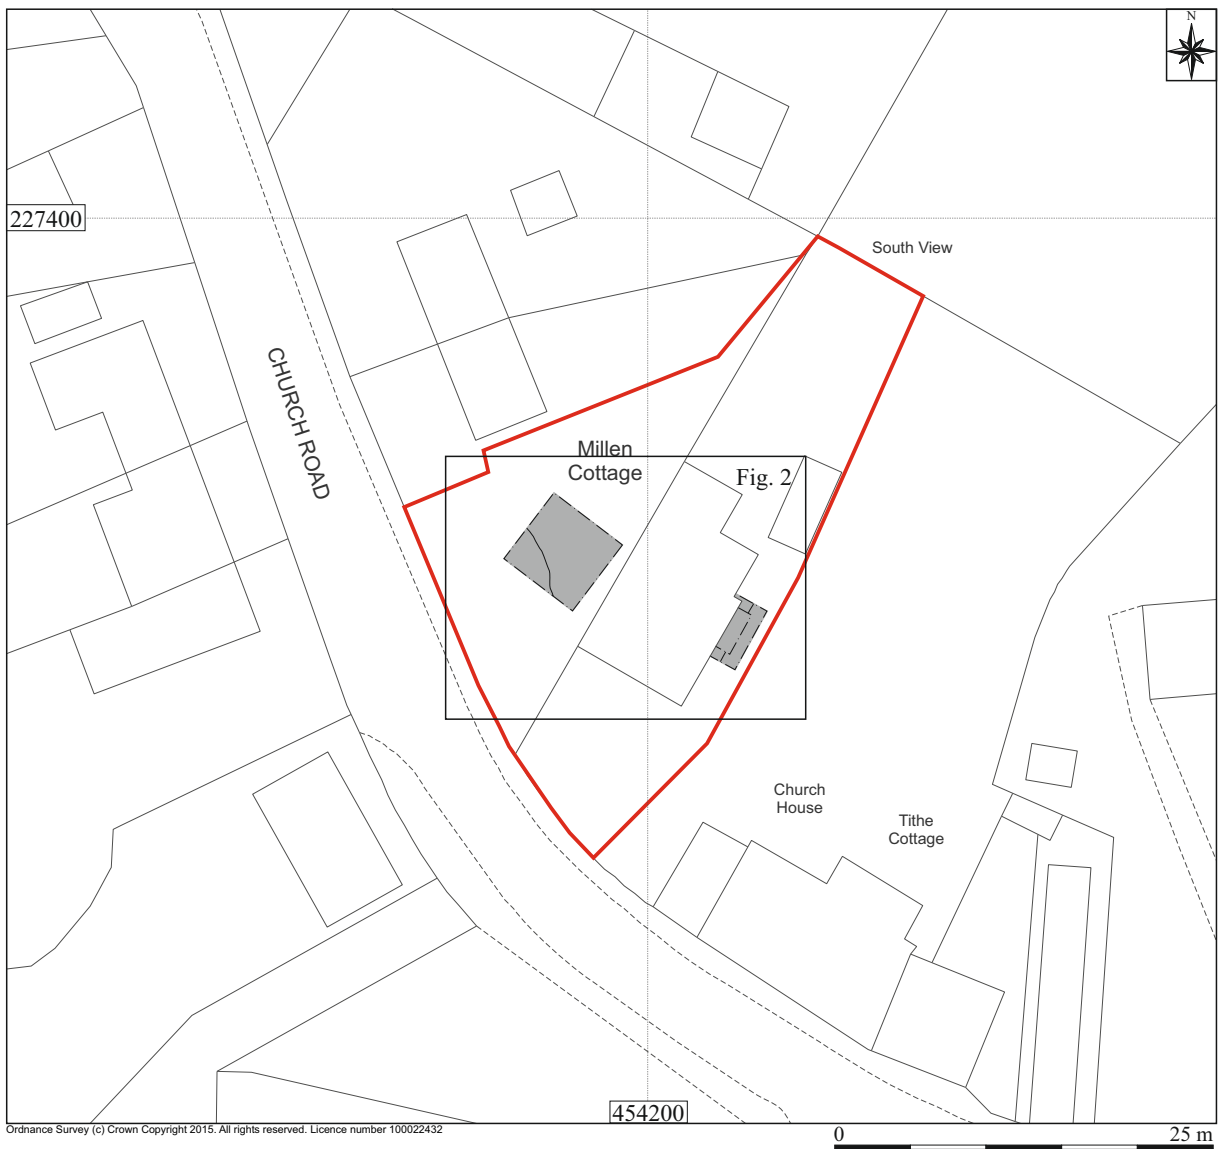 N
227400
South View
CHURCH ROAD
Millen
Cottage
Fig. 2
Church
House
Tithe
Cottage
454200
Ordnance Survey (c) Crown Copyright 2015. All rights reserved. Licence number 100022432
0 25 m